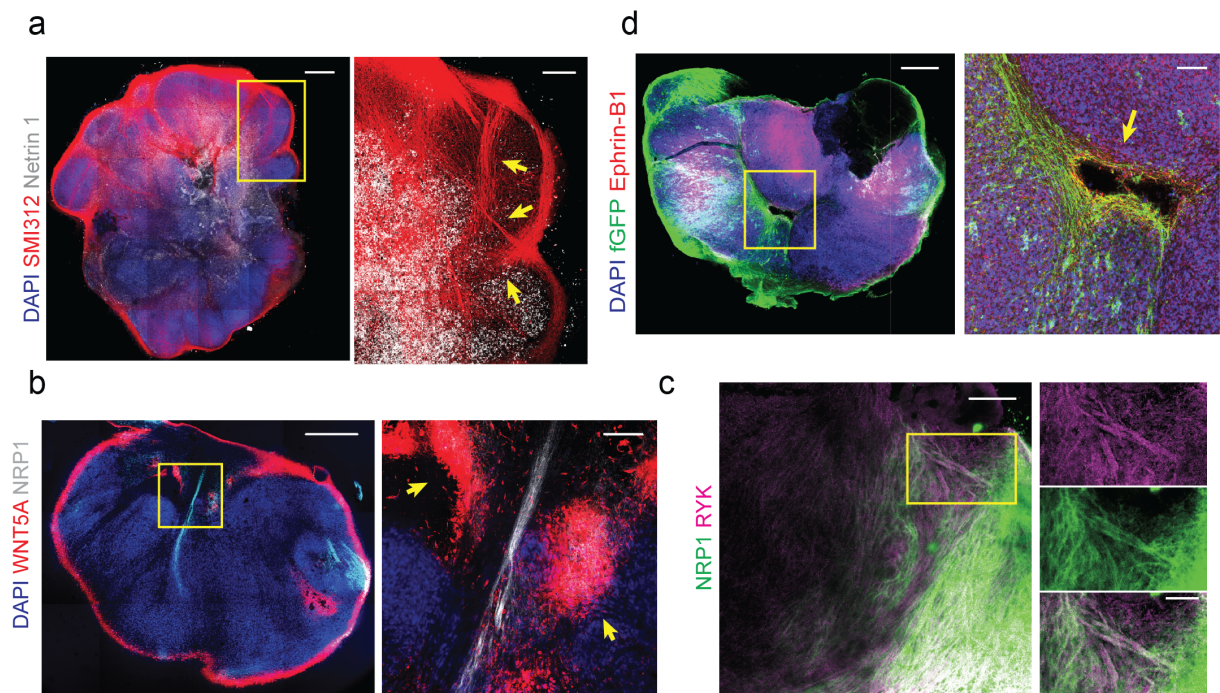 a
DAPI SMI312 Netrin 1
b
DAPI WNT5A NRP1
d
DAPI fGFP Ephrin-B1
c
NRP1 RYK